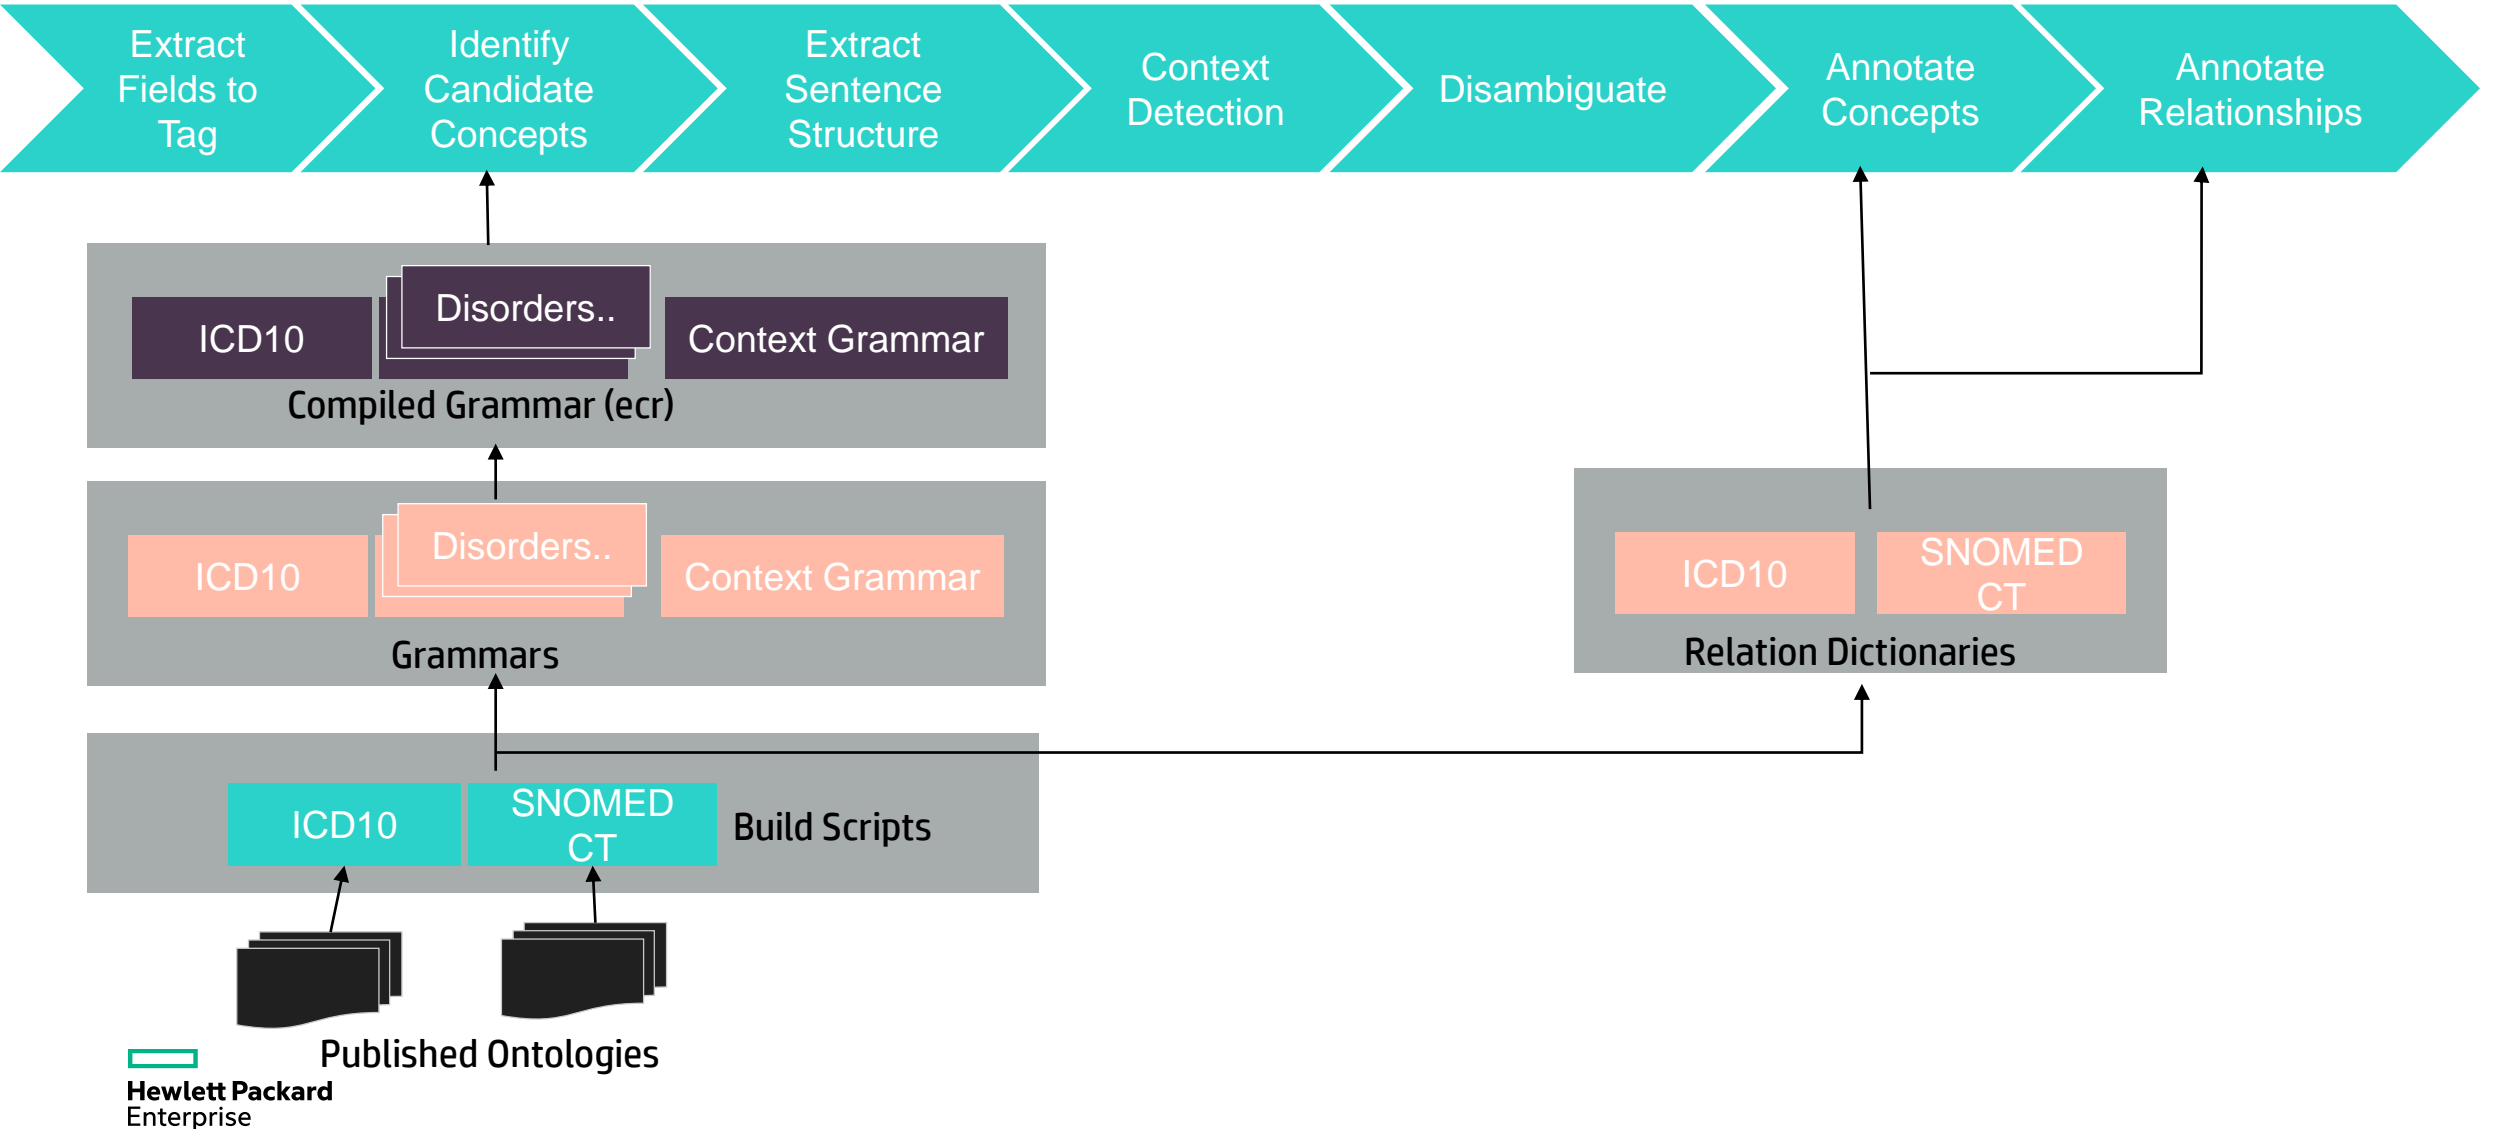 Extract
Fields to
Tag
Identify
Candidate
Concepts
Extract
Sentence
Structure
Context
Detection
Disambiguate
Annotate
Concepts
Annotate
Relationships
ICD10
Disorders..
Context Grammar
Compiled Grammar (ecr)
ICD10
Disorders..
Context Grammar
Grammars
ICD10
SNOMED
CT
Relation Dictionaries
ICD10
SNOMED
CT
Build Scripts
Published Ontologies
Hewlett Packard
Enterprise